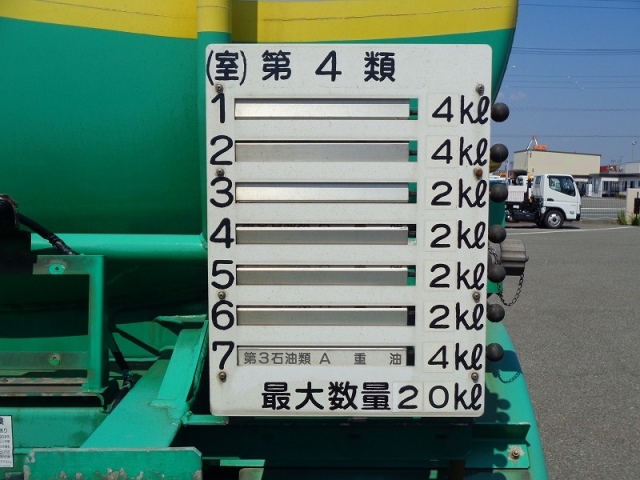 (室) 第4類
1 4kl
2 4kl
3 2kl
4 2kl
5 2kl
6 2kl
7 第3石油類 A 重油 4kl
最大数量 20kl